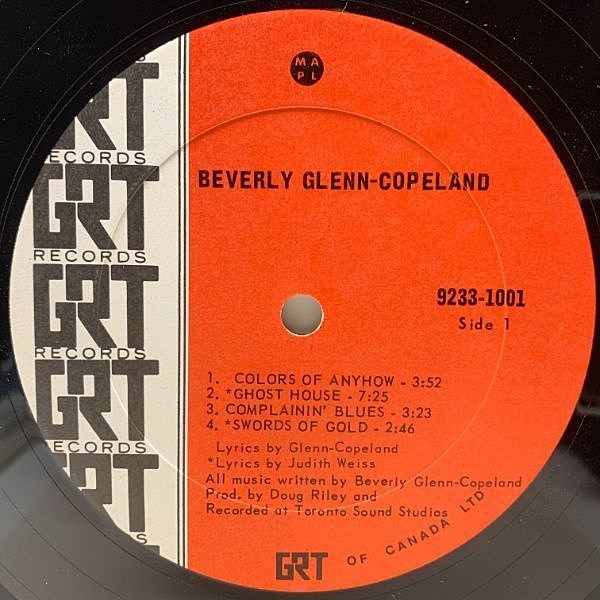 MA
PL
GRT
RECORDS
GRT
RECORDS
GRT
RECORDS
GRT
RECORDS
GRT
BEVERLY GLENN-COPELAND
9233-1001
Side 1
1. COLORS OF ANYHOW - 3:52
2. *GHOST HOUSE - 7:25
3. COMPLAININ' BLUES - 3:23
4. *SWORDS OF GOLD - 2:46
Lyrics by Glenn-Copeland
*Lyrics by Judith Weiss
All music written by Beverly Glenn-Copeland
Prod. by Doug Riley and
Recorded at Toronto Sound Studios
GRT OF CANADA LTD